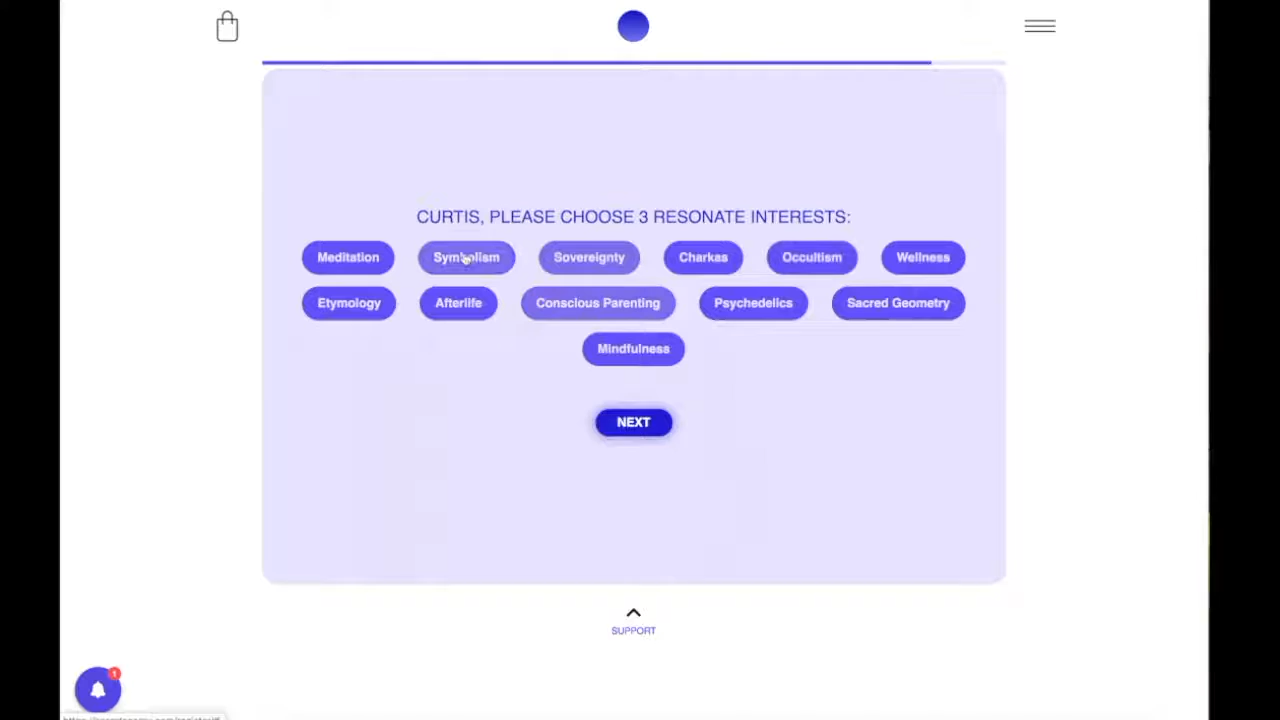 CURTIS, PLEASE CHOOSE 3 RESONATE INTERESTS:
Meditation Symbolism Sovereignty Charkas Occultism Wellness
Etymology Afterlife Conscious Parenting Psychedelics Sacred Geometry
Mindfulness
NEXT
SUPPORT
1